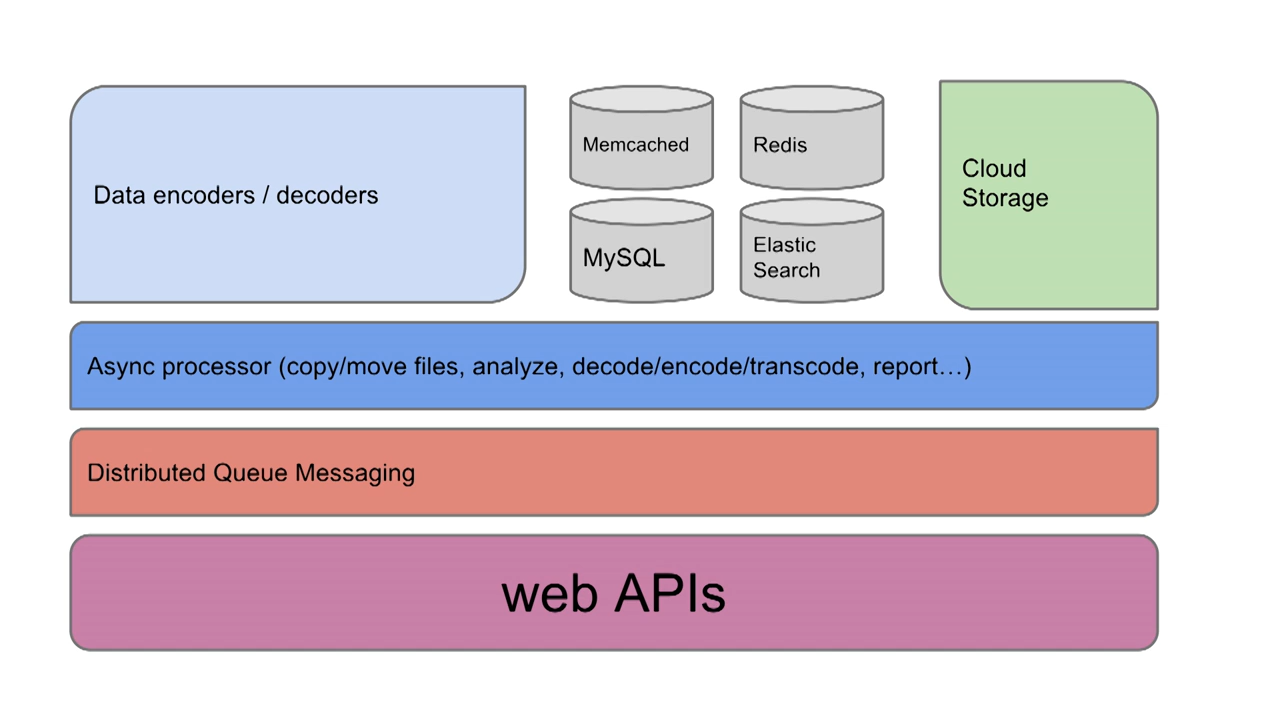 Data encoders / decoders
Memcached
Redis
MySQL
Elastic
Search
Cloud
Storage
Async processor (copy/move files, analyze, decode/encode/transcode, report…)
Distributed Queue Messaging
web APIs